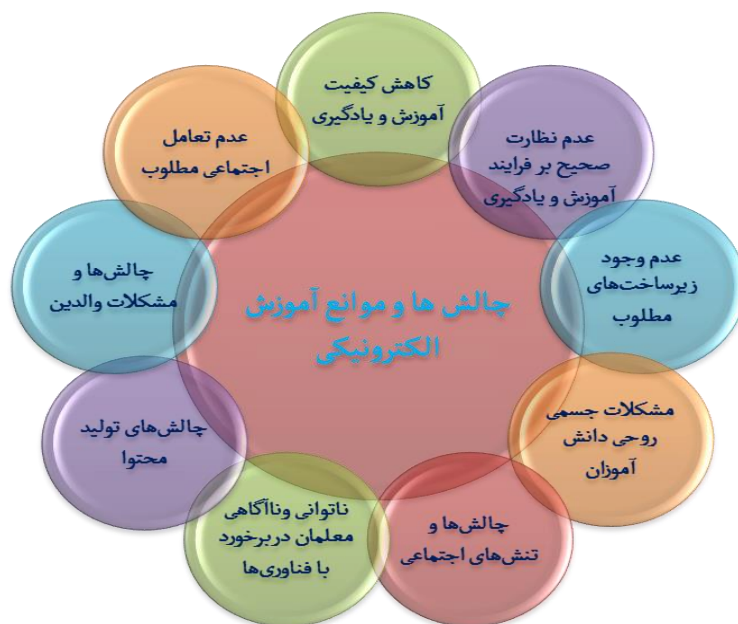 چالش ها و موانع آموزش
الکترونیکی
کاهش کیفیت
آموزش و یادگیری
عدم نظارت
صحیح بر فرایند
آموزش و یادگیری
عدم وجود
زیرساخت‌های
مطلوب
مشکلات جسمی
روحی دانش
آموزان
چالش‌ها و
تنش‌های اجتماعی
ناتوانی وناآگاهی
معلمان دربرخورد
با فناوری‌ها
چالش‌های تولید
محتوا
چالش‌ها و
مشکلات والدین
عدم تعامل
اجتماعی مطلوب